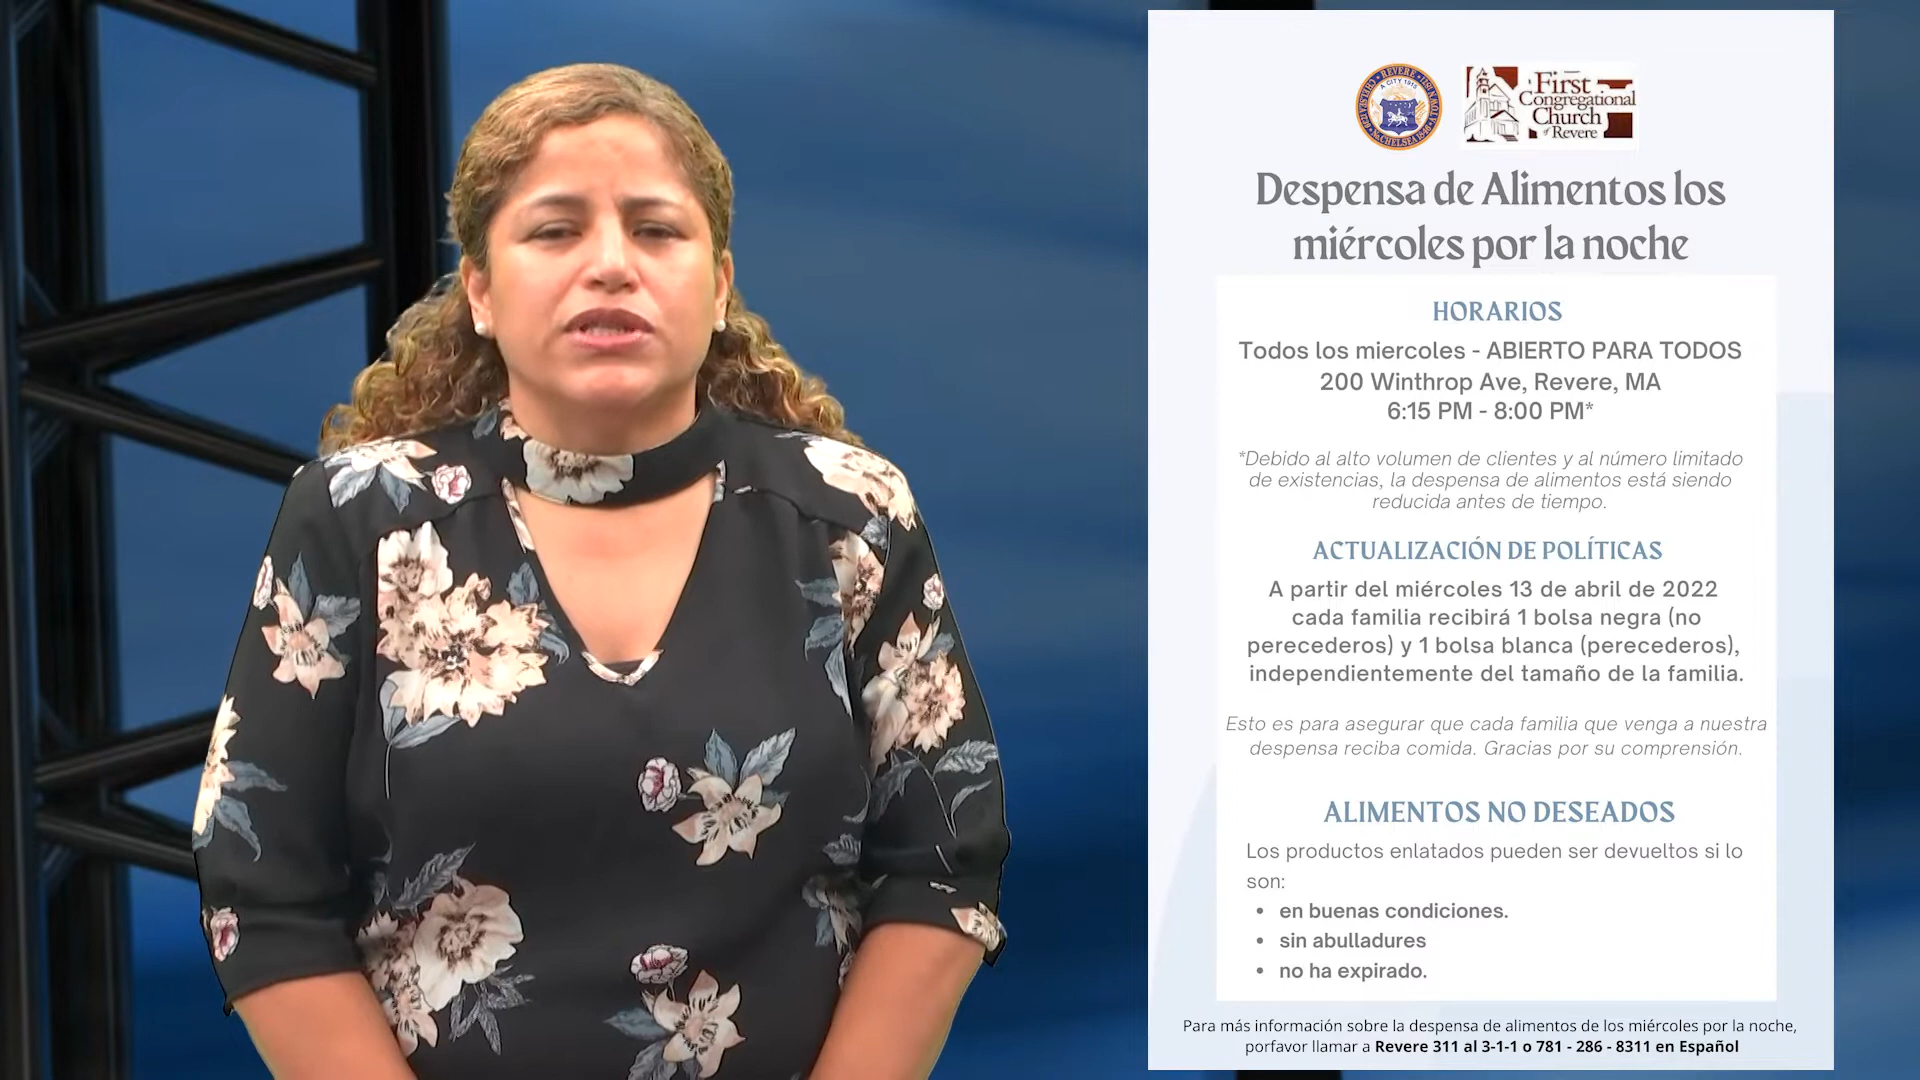 REVERE
A CITY 1915
First
Congregational
Church
of Revere
Despensa de Alimentos los
miércoles por la noche
HORARIOS
Todos los miercoles - ABIERTO PARA TODOS
200 Winthrop Ave, Revere, MA
6:15 PM - 8:00 PM*
*Debido al alto volumen de clientes y al número limitado
de existencias, la despensa de alimentos está siendo
reducida antes de tiempo.
ACTUALIZACIÓN DE POLÍTICAS
A partir del miércoles 13 de abril de 2022
cada familia recibirá 1 bolsa negra (no
perecederos) y 1 bolsa blanca (perecederos),
independientemente del tamaño de la familia.
Esto es para asegurar que cada familia que venga a nuestra
despensa reciba comida. Gracias por su comprensión.
ALIMENTOS NO DESEADOS
Los productos enlatados pueden ser devueltos si lo
son:
• en buenas condiciones.
• sin abulladures
• no ha expirado.
Para más información sobre la despensa de alimentos de los miércoles por la noche,
porfavor llamar a Revere 311 al 3-1-1 o 781 - 286 - 8311 en Español